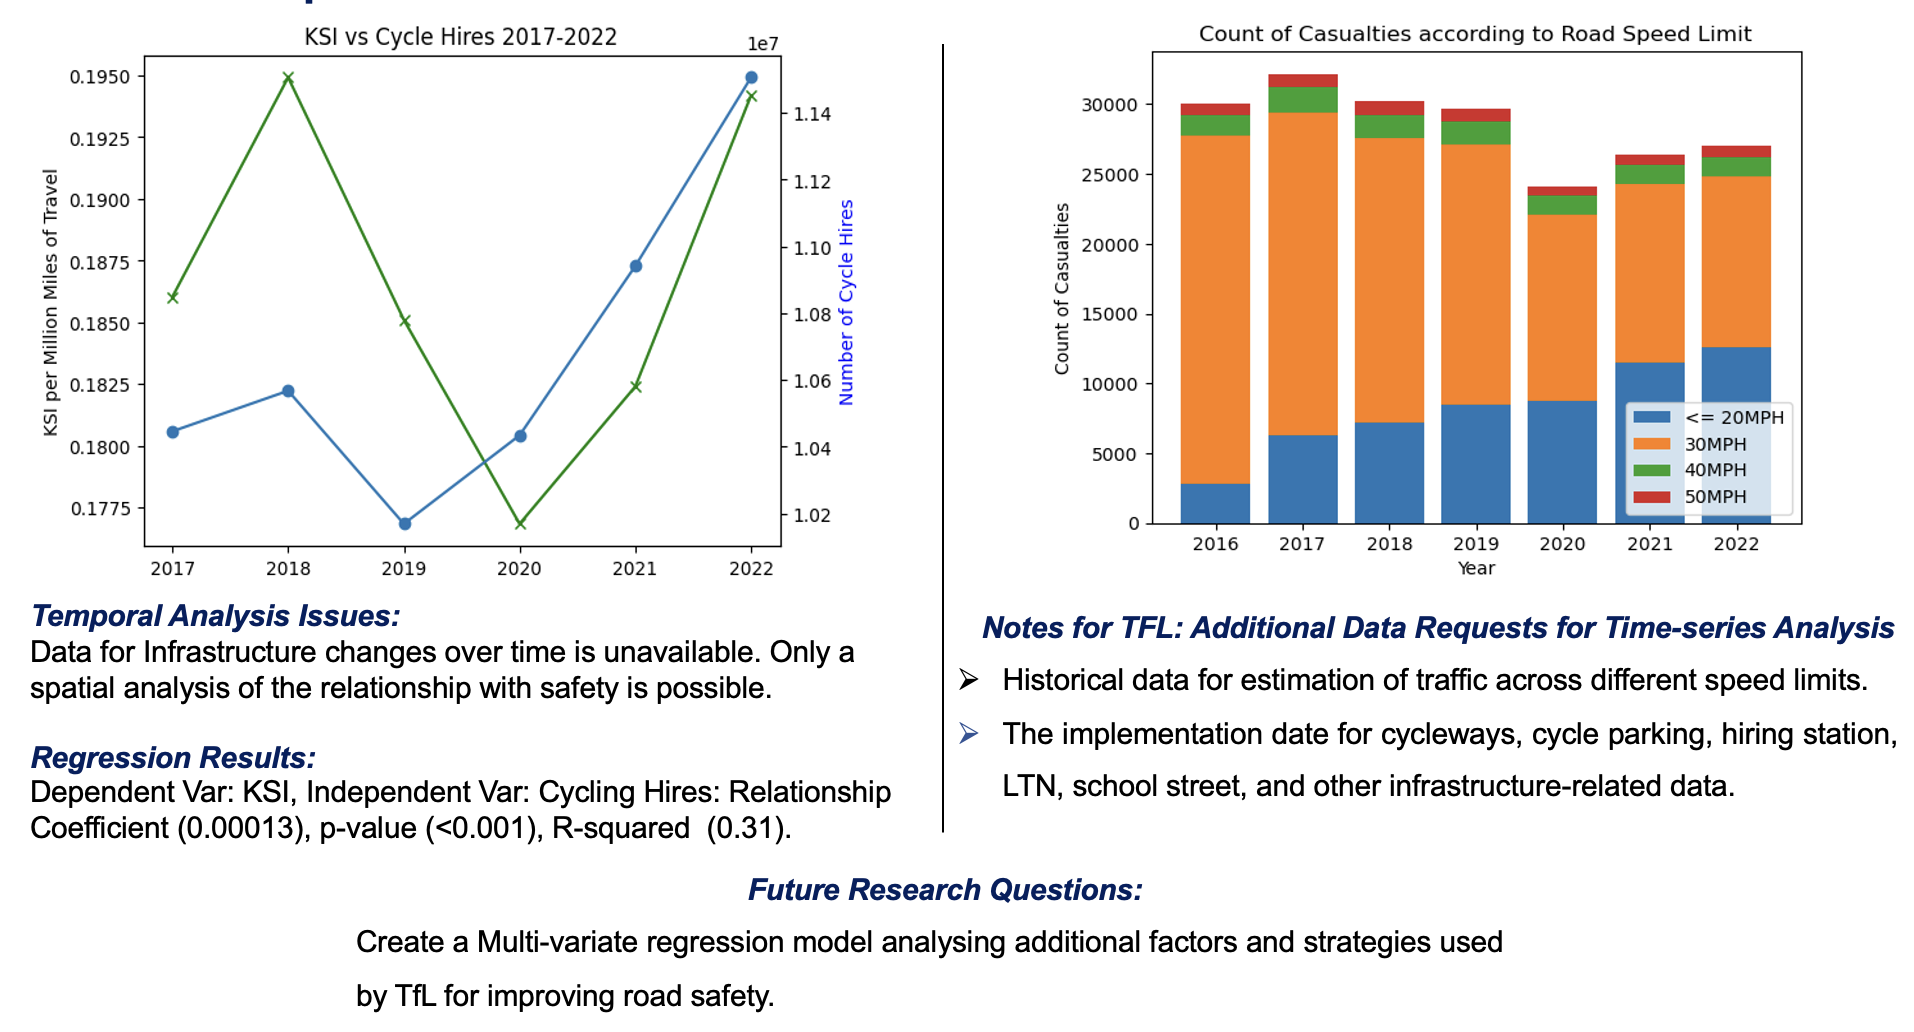 KSI vs Cycle Hires 2017-2022
1e7
0.1950
0.1925
0.1900
0.1875
0.1850
0.1825
0.1800
0.1775
KSI per Million Miles of Travel
1.14
1.12
1.10
1.08
1.06
1.04
1.02
Number of Cycle Hires
2017 2018 2019 2020 2021 2022
Temporal Analysis Issues:
Data for Infrastructure changes over time is unavailable. Only a
spatial analysis of the relationship with safety is possible.
Regression Results:
Dependent Var: KSI, Independent Var: Cycling Hires: Relationship
Coefficient (0.00013), p-value (<0.001), R-squared (0.31).
Count of Casualties according to Road Speed Limit
30000
25000
20000
15000
10000
5000
0
Count of Casualties
<= 20MPH
30MPH
40MPH
50MPH
2016 2017 2018 2019 2020 2021 2022
Year
Notes for TFL: Additional Data Requests for Time-series Analysis
Historical data for estimation of traffic across different speed limits.
The implementation date for cycleways, cycle parking, hiring station,
LTN, school street, and other infrastructure-related data.
Future Research Questions:
Create a Multi-variate regression model analysing additional factors and strategies used
by TfL for improving road safety.